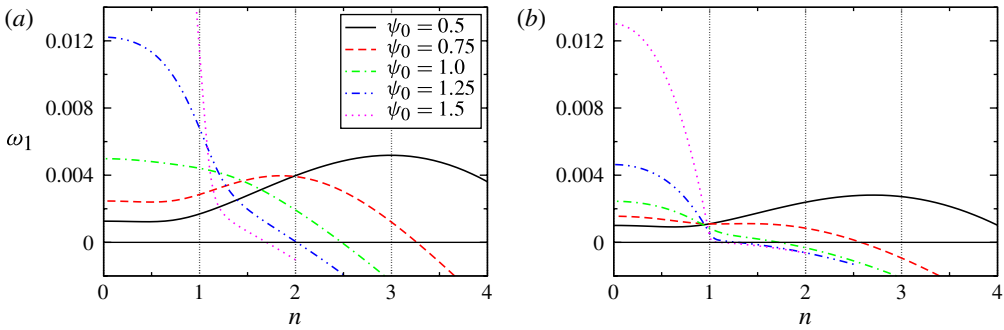 (a)
0.012
0.008
0.004
0
ω₁
0 1 2 3 4
n
ψ₀ = 0.5
ψ₀ = 0.75
ψ₀ = 1.0
ψ₀ = 1.25
ψ₀ = 1.5
(b)
0.012
0.008
0.004
0
0 1 2 3 4
n